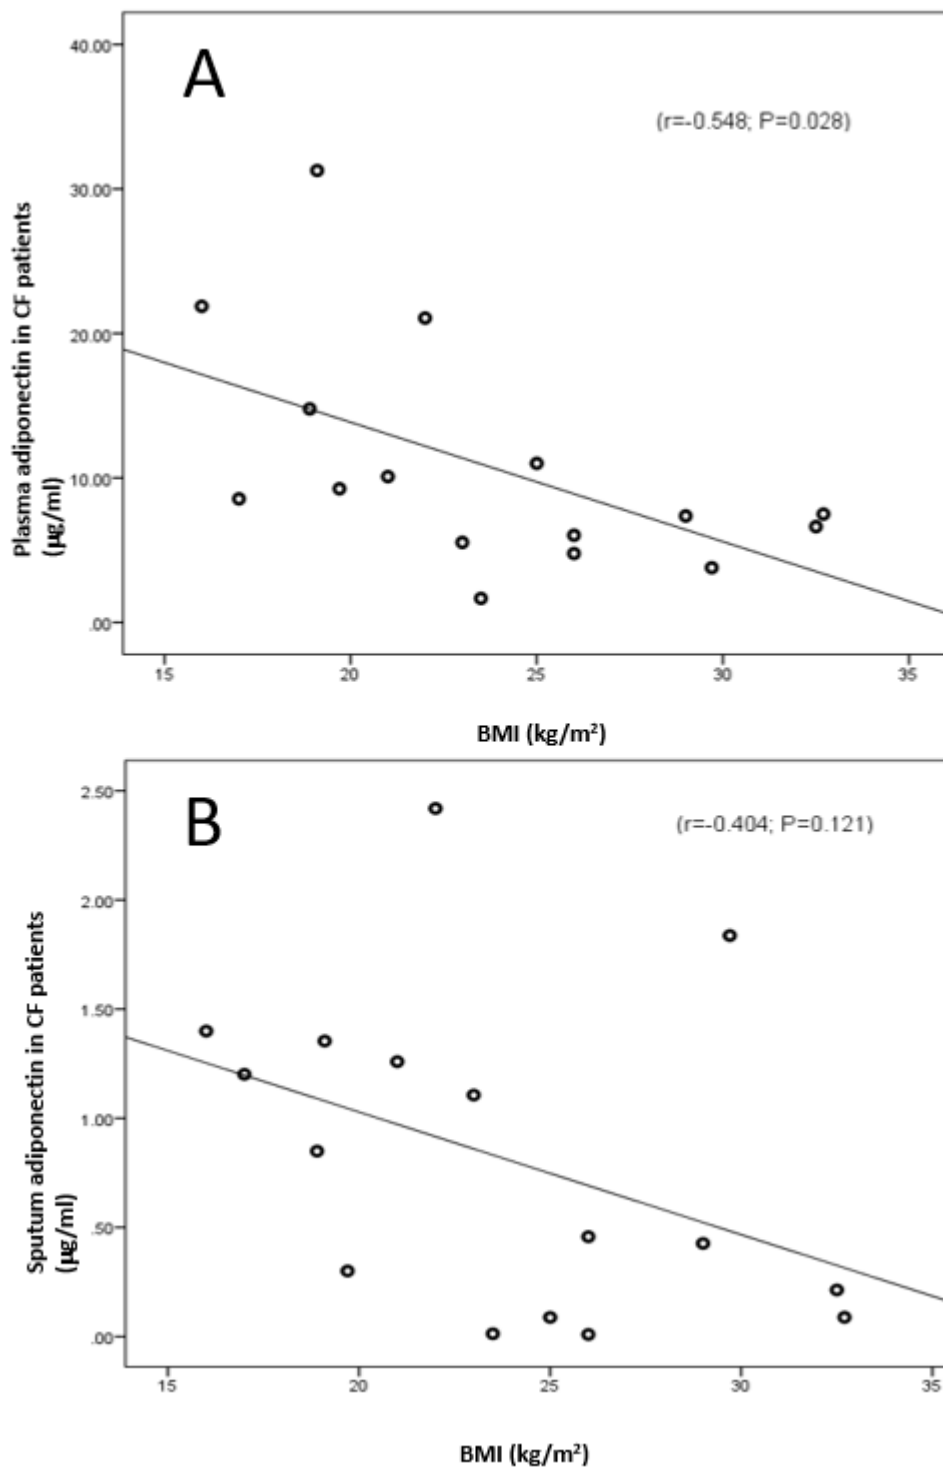 A
(r=-0.548; P=0.028)
Plasma adiponectin in CF patients
(µg/ml)
40.00
30.00
20.00
10.00
.00
15 20 25 30 35
BMI (kg/m²)
B
(r=-0.404; P=0.121)
Sputum adiponectin in CF patients
(µg/ml)
2.50
2.00
1.50
1.00
.50
.00
15 20 25 30 35
BMI (kg/m²)